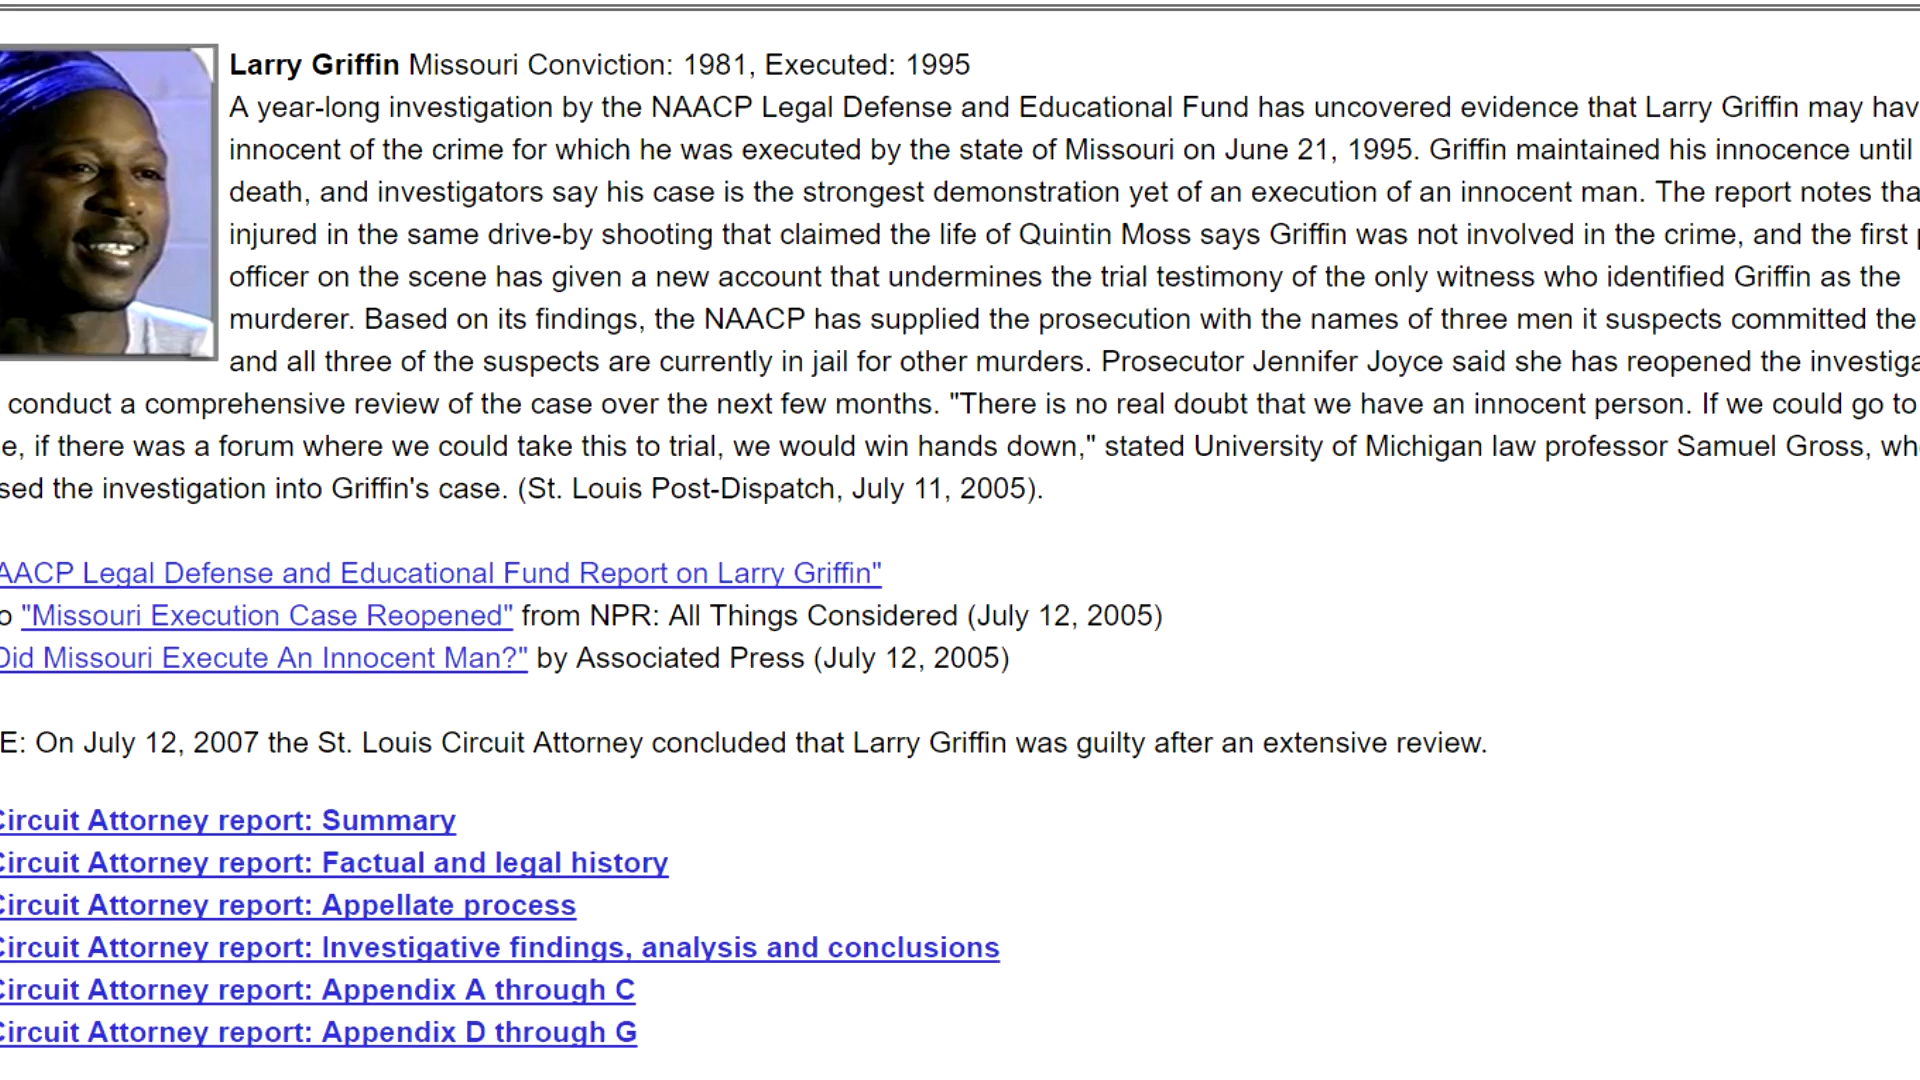 Larry Griffin Missouri Conviction: 1981, Executed: 1995
A year-long investigation by the NAACP Legal Defense and Educational Fund has uncovered evidence that Larry Griffin may hav
innocent of the crime for which he was executed by the state of Missouri on June 21, 1995. Griffin maintained his innocence until
death, and investigators say his case is the strongest demonstration yet of an execution of an innocent man. The report notes tha
injured in the same drive-by shooting that claimed the life of Quintin Moss says Griffin was not involved in the crime, and the first
officer on the scene has given a new account that undermines the trial testimony of the only witness who identified Griffin as the
murderer. Based on its findings, the NAACP has supplied the prosecution with the names of three men it suspects committed the
and all three of the suspects are currently in jail for other murders. Prosecutor Jennifer Joyce said she has reopened the investiga
conduct a comprehensive review of the case over the next few months. "There is no real doubt that we have an innocent person. If we could go to
e, if there was a forum where we could take this to trial, we would win hands down," stated University of Michigan law professor Samuel Gross, wh
sed the investigation into Griffin's case. (St. Louis Post-Dispatch, July 11, 2005).
AACP Legal Defense and Educational Fund Report on Larry Griffin"
o "Missouri Execution Case Reopened" from NPR: All Things Considered (July 12, 2005)
Did Missouri Execute An Innocent Man?" by Associated Press (July 12, 2005)
E: On July 12, 2007 the St. Louis Circuit Attorney concluded that Larry Griffin was guilty after an extensive review.
Circuit Attorney report: Summary
Circuit Attorney report: Factual and legal history
Circuit Attorney report: Appellate process
Circuit Attorney report: Investigative findings, analysis and conclusions
Circuit Attorney report: Appendix A through C
Circuit Attorney report: Appendix D through G